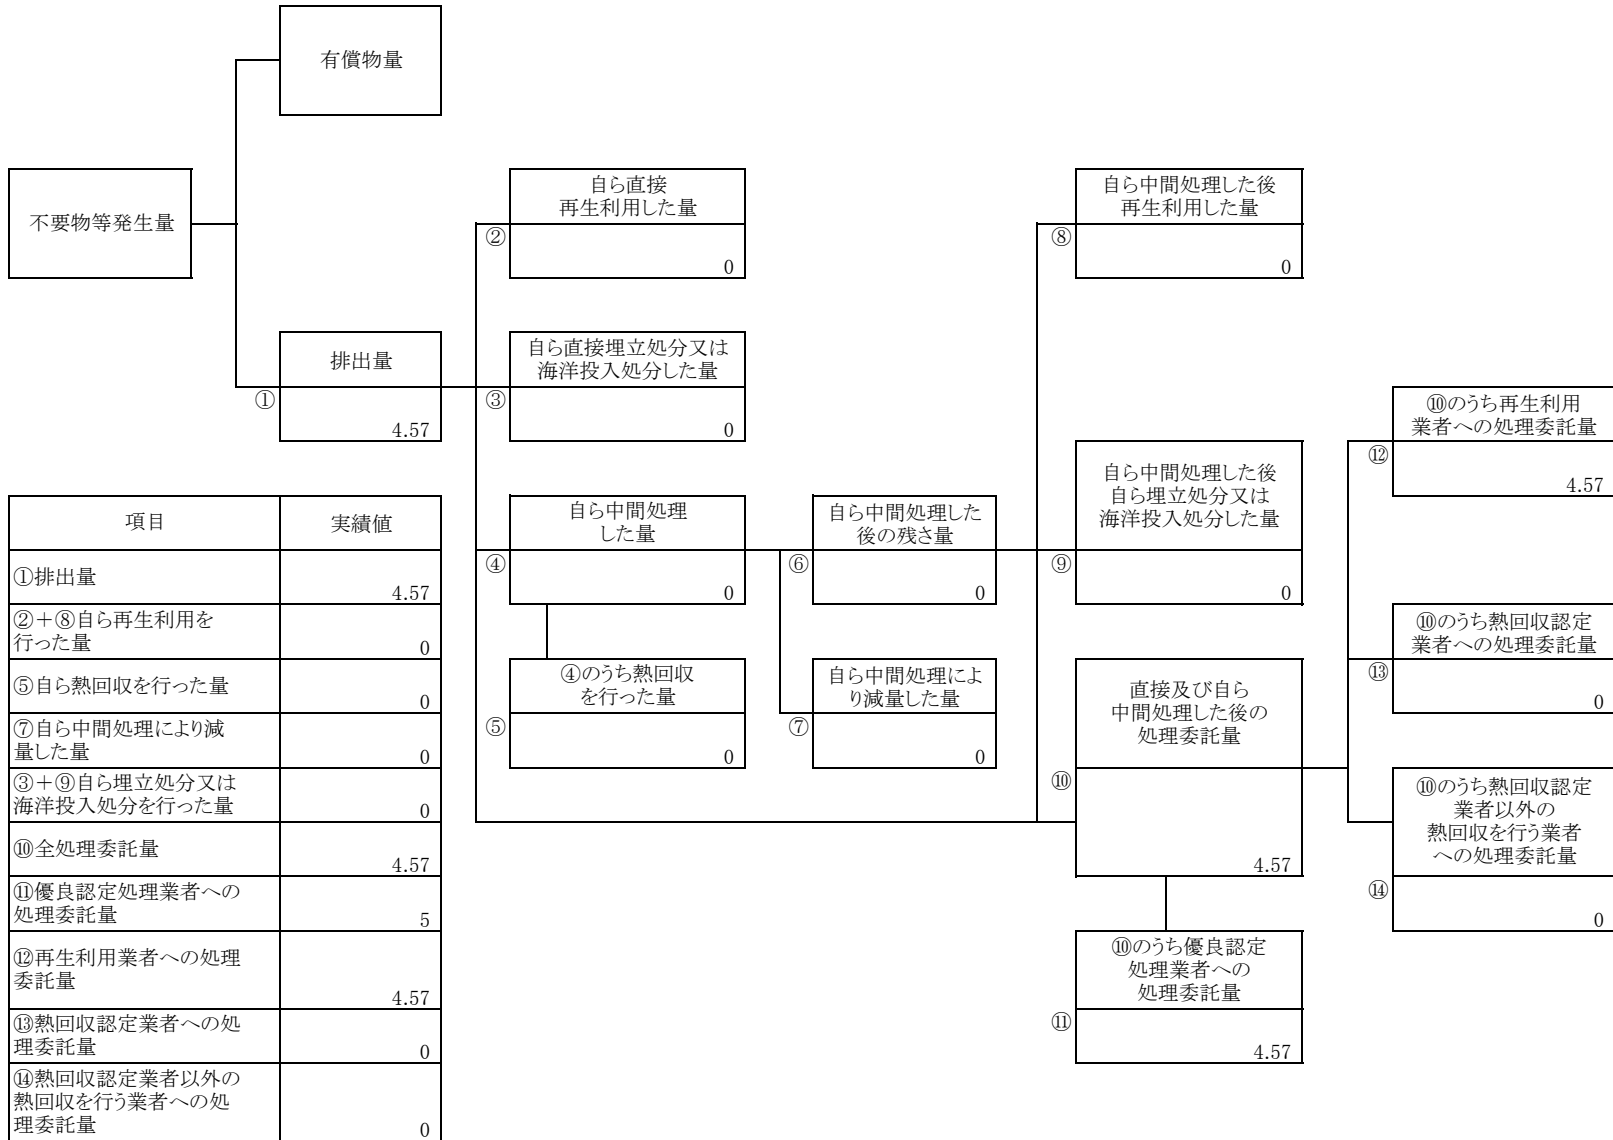 有償物量
不要物等発生量
自ら直接
再生利用した量
②
0
自ら中間処理した後
再生利用した量
⑧
0
排出量
①
4.57
自ら直接埋立処分又は
海洋投入処分した量
③
0
⑩のうち再生利用
業者への処理委託量
⑫
4.57
自ら中間処理
した量
④
0
自ら中間処理した
後の残さ量
⑥
0
自ら中間処理した後
自ら埋立処分又は
海洋投入処分した量
⑨
0
⑩のうち熱回収認定
業者への処理委託量
⑬
0
④のうち熱回収
を行った量
⑤
0
自ら中間処理によ
り減量した量
⑦
0
直接及び自ら
中間処理した後の
処理委託量
⑩
4.57
⑩のうち熱回収認定
業者以外の
熱回収を行う業者
への処理委託量
⑭
0
⑩のうち優良認定
処理業者への
処理委託量
⑪
4.57
項目 実績値
①排出量
4.57
②+⑧自ら再生利用を
行った量
0
⑤自ら熱回収を行った量
0
⑦自ら中間処理により減
量した量
0
③+⑨自ら埋立処分又は
海洋投入処分を行った量
0
⑩全処理委託量
4.57
⑪優良認定処理業者への
処理委託量
5
⑫再生利用業者への処理
委託量
4.57
⑬熱回収認定業者への処
理委託量
0
⑭熱回収認定業者以外の
熱回収を行う業者への処
理委託量
0